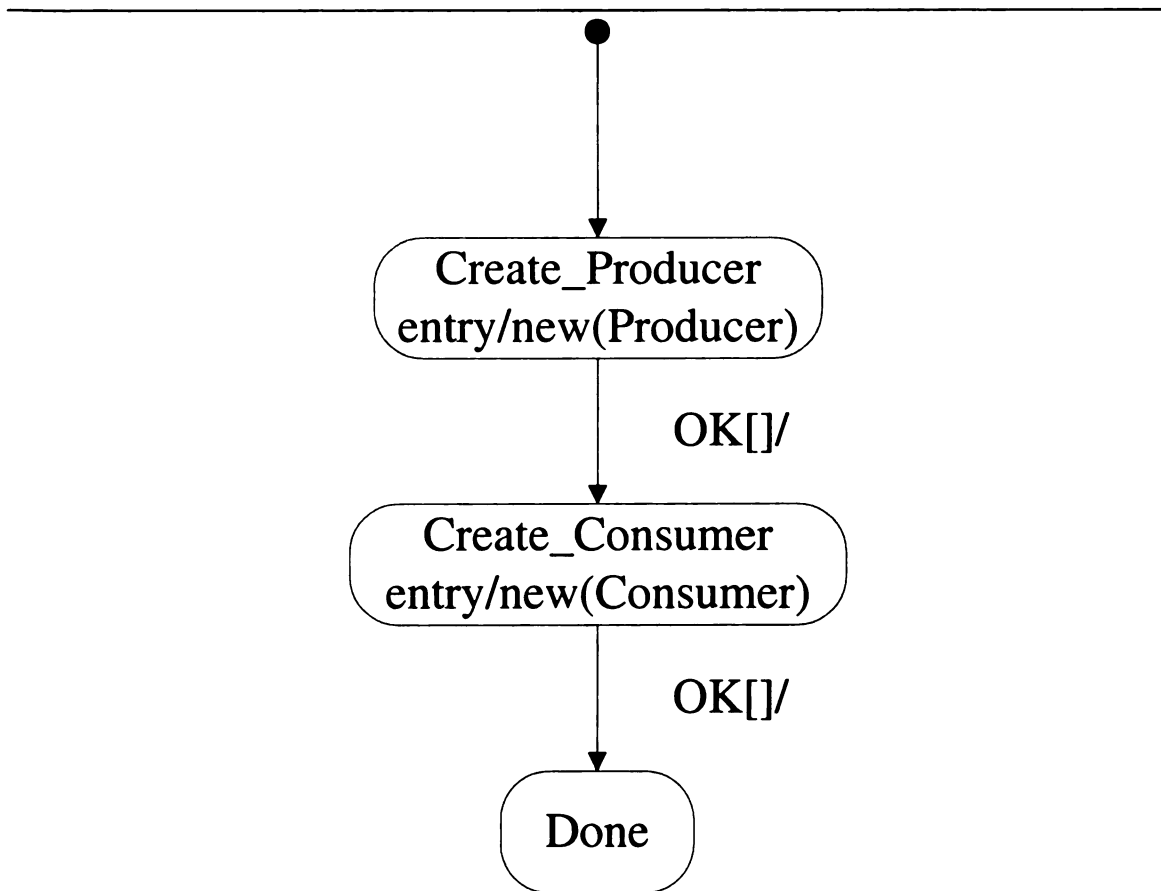 Create_Producer
entry/new(Producer)
OK[]/
Create_Consumer
entry/new(Consumer)
OK[]/
Done